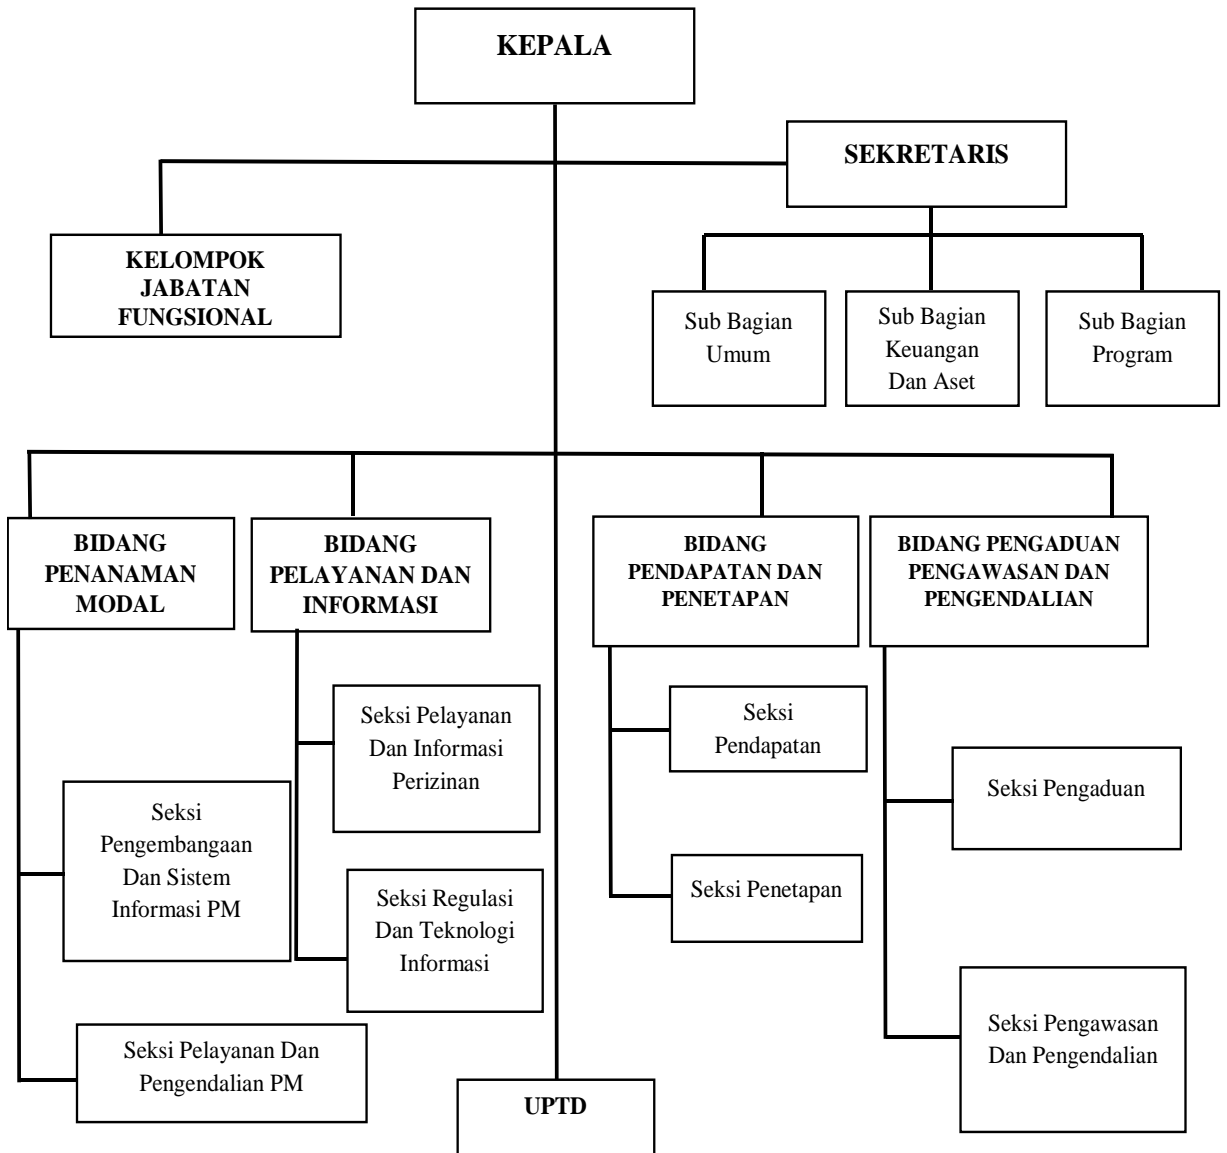 KEPALA
SEKRETARIS
KELOMPOK
JABATAN
FUNGSIONAL
Sub Bagian
Umum
Sub Bagian
Keuangan
Dan Aset
Sub Bagian
Program
BIDANG
PENANAMAN
MODAL
BIDANG
PELAYANAN DAN
INFORMASI
BIDANG
PENDAPATAN DAN
PENETAPAN
BIDANG PENGADUAN
PENGAWASAN DAN
PENGENDALIAN
Seksi
Pengembangaan
Dan Sistem
Informasi PM
Seksi Pelayanan Dan
Pengendalian PM
Seksi Pelayanan
Dan Informasi
Perizinan
Seksi Regulasi
Dan Teknologi
Informasi
Seksi
Pendapatan
Seksi Penetapan
Seksi Pengaduan
Seksi Pengawasan
Dan Pengendalian
UPTD